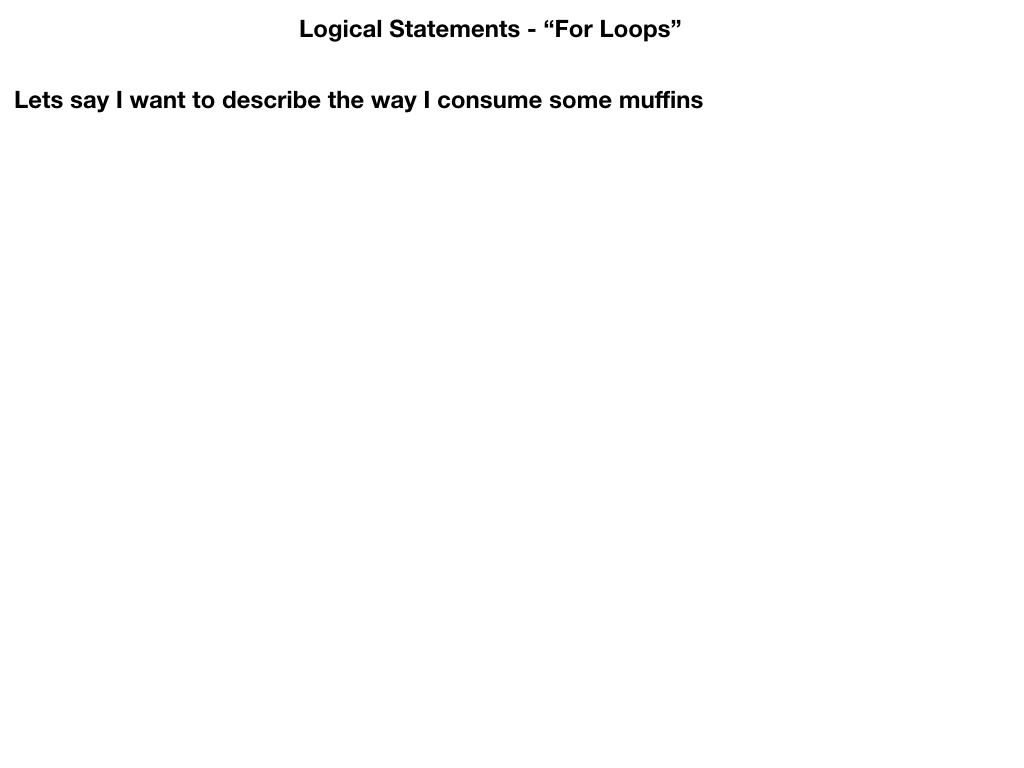 Logical Statements - “For Loops”
Lets say I want to describe the way I consume some muffins